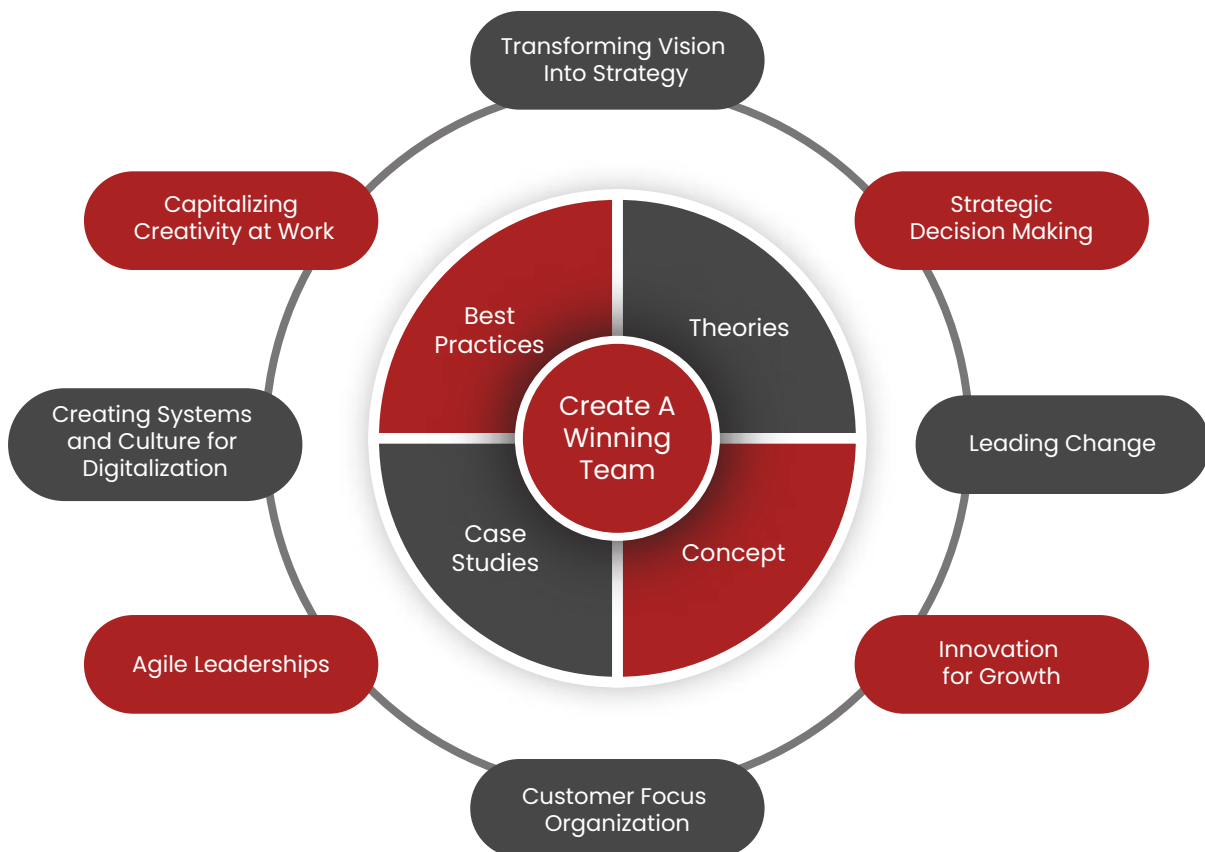 Transforming Vision
Into Strategy
Capitalizing
Creativity at Work
Strategic
Decision Making
Best
Practices
Theories
Create A
Winning
Team
Creating Systems
and Culture for
Digitalization
Leading Change
Case
Studies
Concept
Agile Leaderships
Innovation
for Growth
Customer Focus
Organization